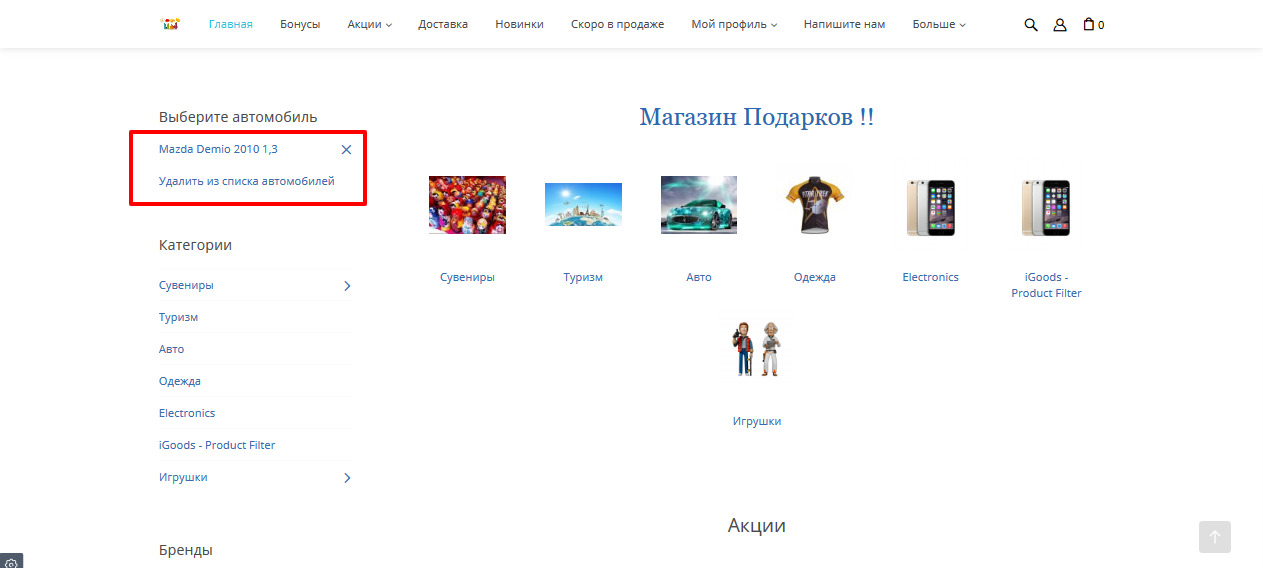 Главная Бонусы Акции Доставка Новинки Скоро в продаже Мой профиль Напишите нам Больше 0
Выберите автомобиль
Mazda Demio 2010 1,3
Удалить из списка автомобилей
Категории
Сувениры
Туризм
Авто
Одежда
Electronics
iGoods - Product Filter
Игрушки
Бренды
Магазин Подарков !!
Сувениры Туризм Авто Одежда Electronics iGoods -
Product Filter
Игрушки
Акции